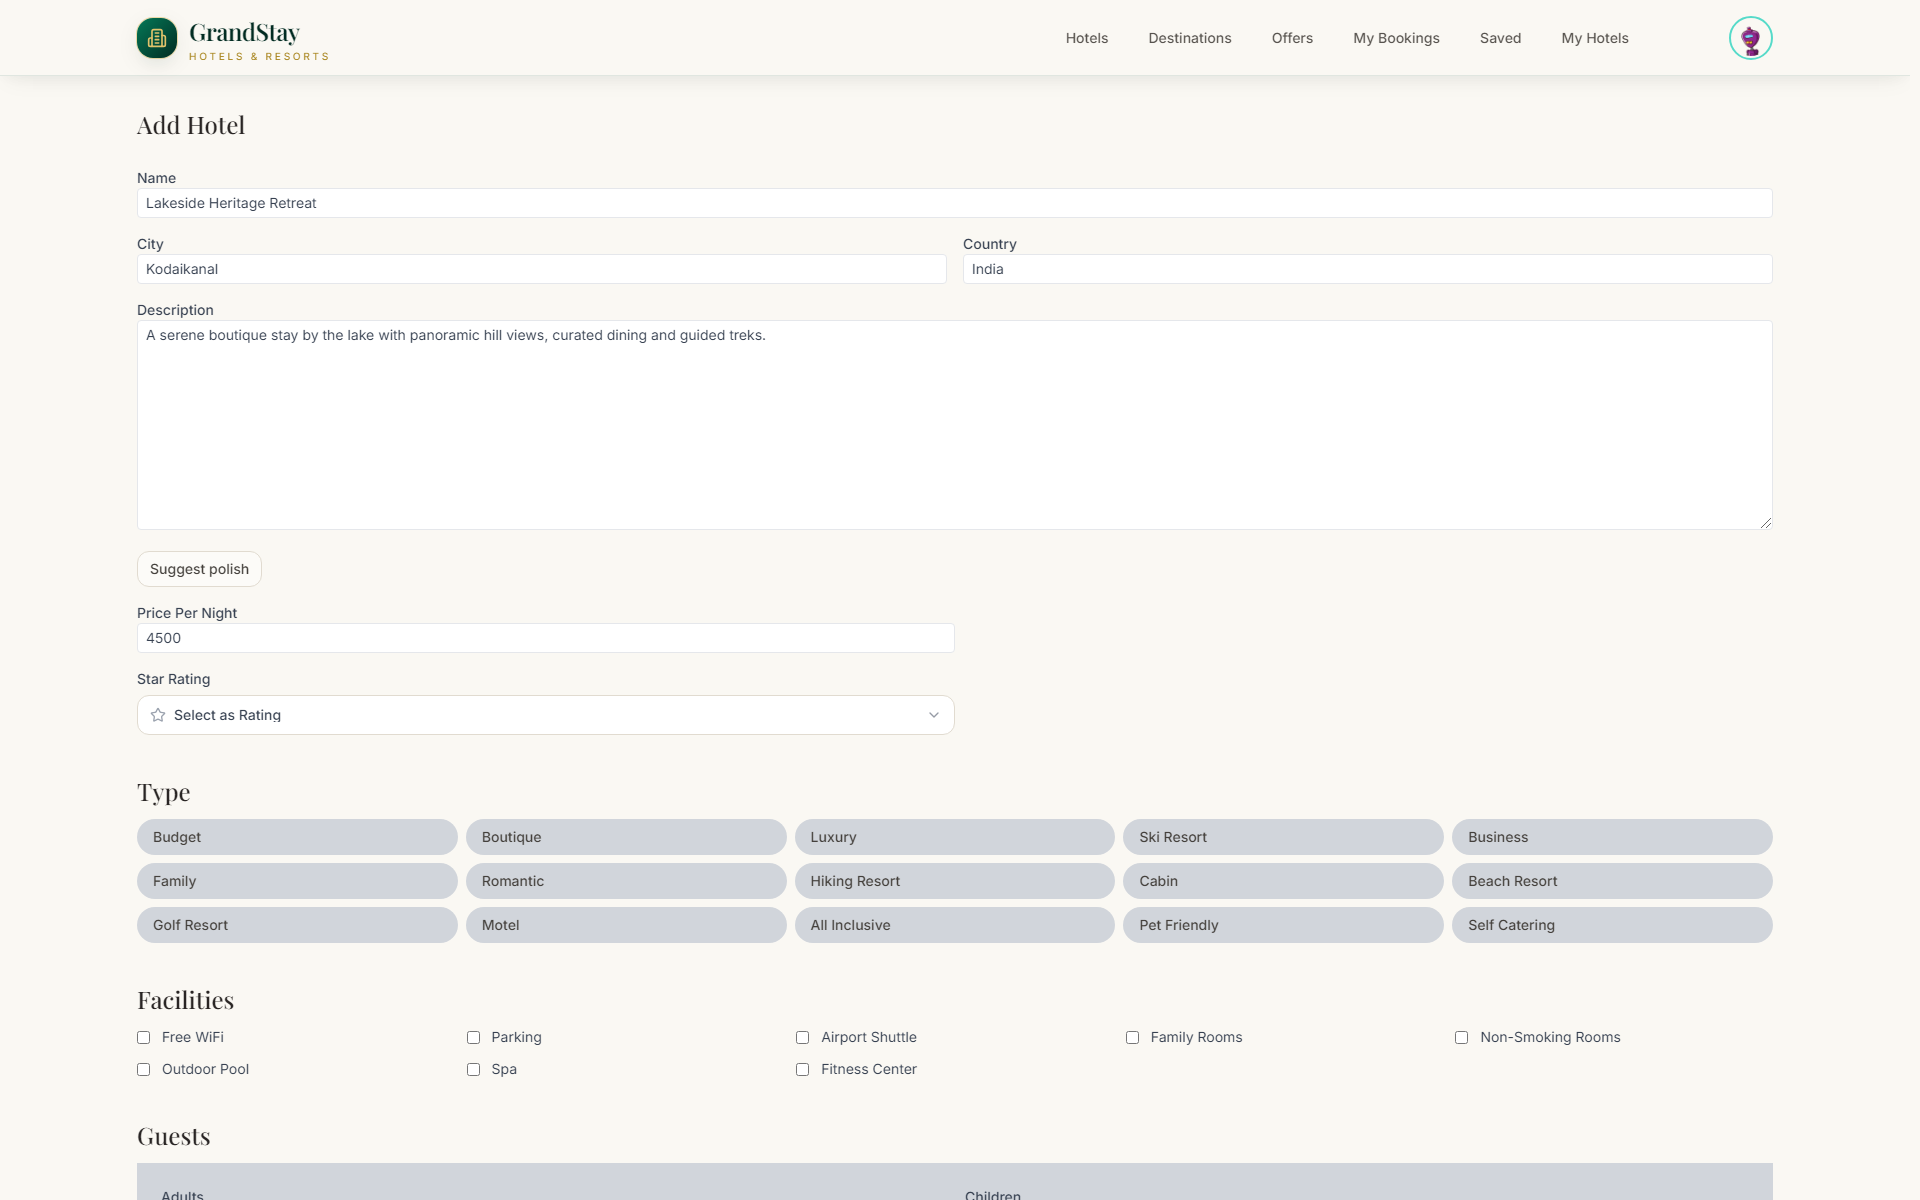 GrandStay
HOTELS & RESORTS
Hotels Destinations Offers My Bookings Saved My Hotels
Add Hotel
Name
Lakeside Heritage Retreat
City Country
Kodaikanal India
Description
A serene boutique stay by the lake with panoramic hill views, curated dining and guided treks.
Suggest polish
Price Per Night
4500
Star Rating
Select as Rating
Type
Budget Boutique Luxury Ski Resort Business
Family Romantic Hiking Resort Cabin Beach Resort
Golf Resort Motel All Inclusive Pet Friendly Self Catering
Facilities
Free WiFi Parking Airport Shuttle Family Rooms Non-Smoking Rooms
Outdoor Pool Spa Fitness Center
Guests
Adults Children